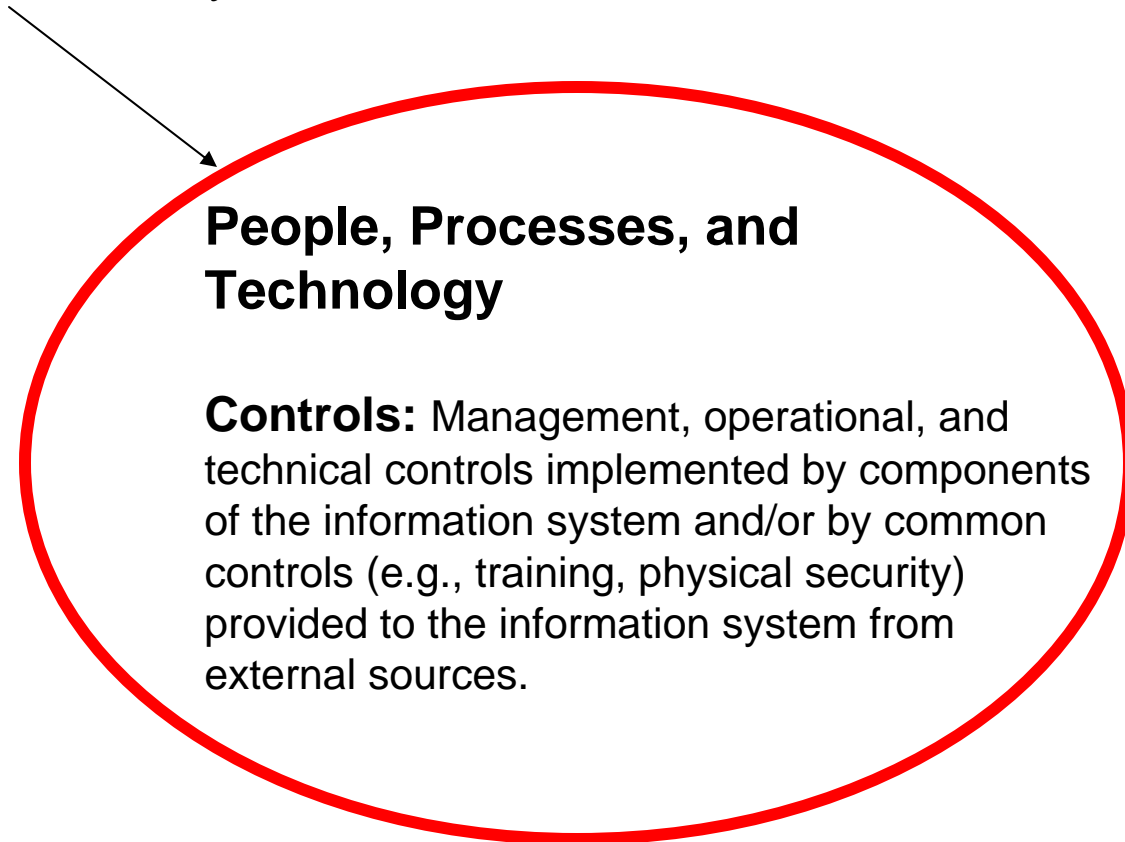 People, Processes, and
Technology
Controls: Management, operational, and
technical controls implemented by components
of the information system and/or by common
controls (e.g., training, physical security)
provided to the information system from
external sources.